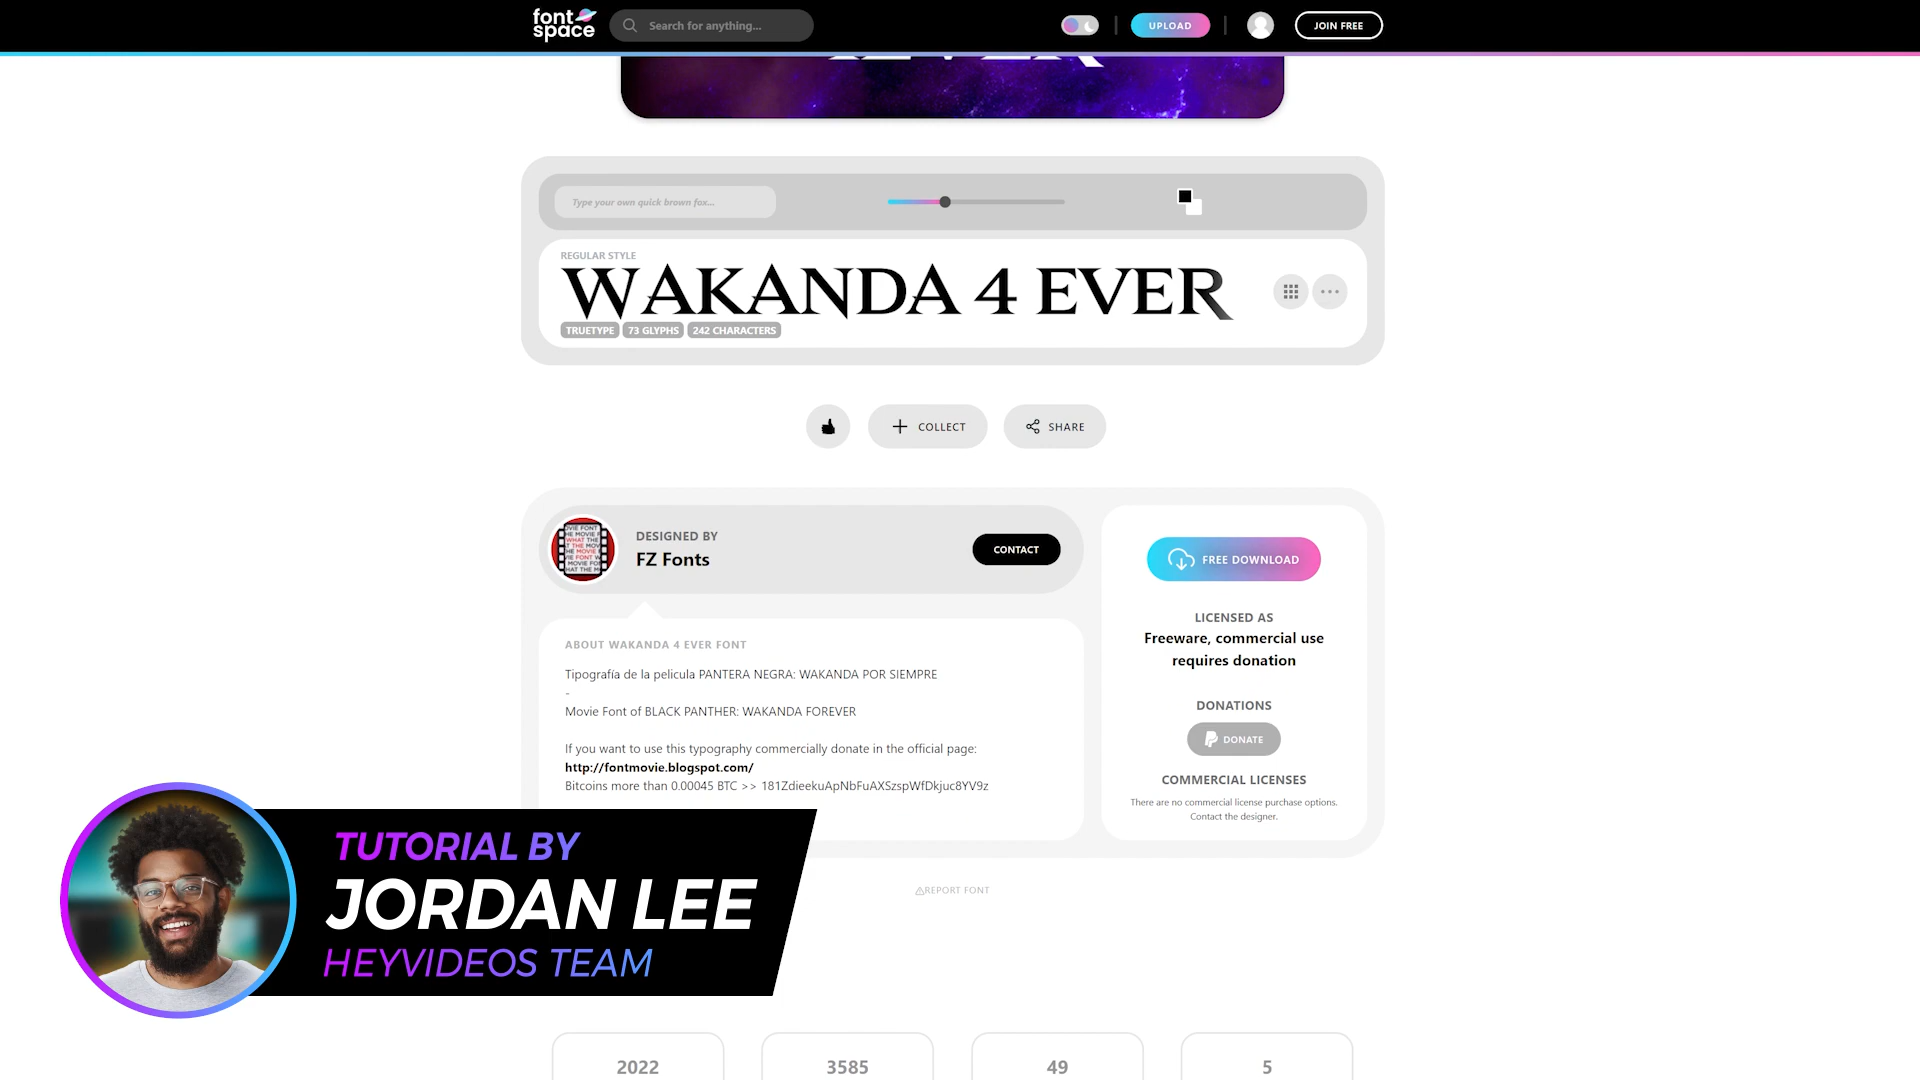 font
space
Search for anything...
UPLOAD
JOIN FREE
Type your own quick brown fox...
REGULAR STYLE
WAKANDA 4 EVER
TRUETYPE 73 GLYPHS 242 CHARACTERS
COLLECT
SHARE
DESIGNED BY
FZ Fonts
CONTACT
ABOUT WAKANDA 4 EVER FONT
Tipografía de la pelicula PANTERA NEGRA: WAKANDA POR SIEMPRE
-
Movie Font of BLACK PANTHER: WAKANDA FOREVER
If you want to use this typography commercially donate in the official page:
http://fontmovie.blogspot.com/
Bitcoins more than 0.00045 BTC >> 181ZdieekuApNbFuAXSzspWfDkjuc8YV9z
FREE DOWNLOAD
LICENSED AS
Freeware, commercial use
requires donation
DONATIONS
DONATE
COMMERCIAL LICENSES
There are no commercial license purchase options.
Contact the designer.
REPORT FONT
TUTORIAL BY
JORDAN LEE
HEYVIDEOS TEAM
2022
3585
49
5